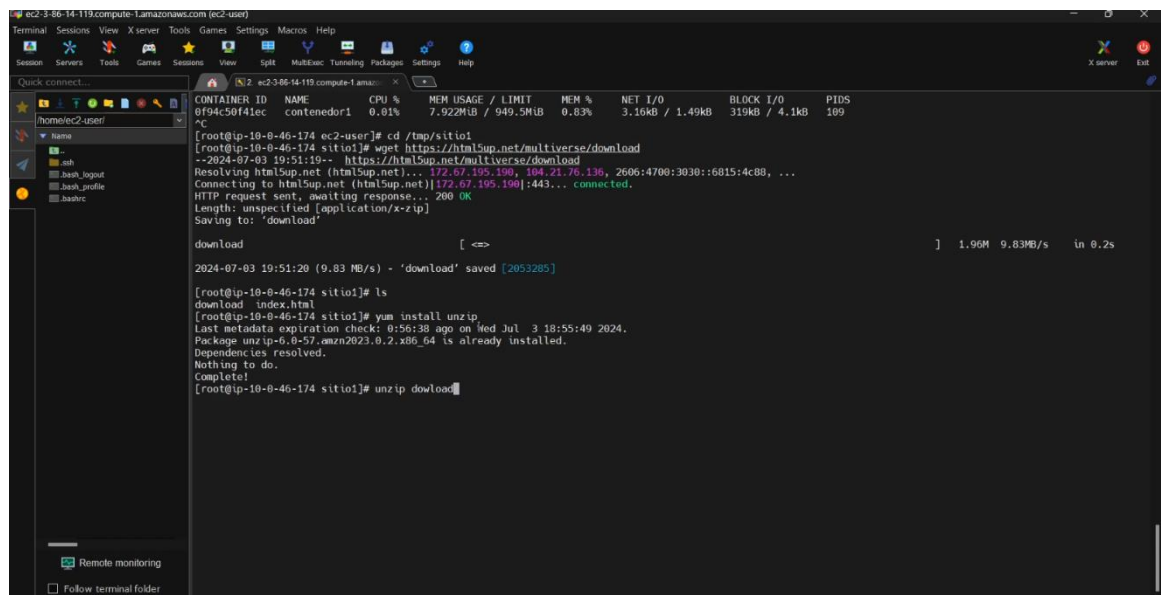 ec2-3-86-14-119.compute-1.amazonaws.com (ec2-user)
Terminal Sessions View X server Tools Games Settings Macros Help
Session Servers Tools Games Sessions View Split MultiExec Tunneling Packages Settings Help X server Exit
Quick connect...
2. ec2-3-86-14-119.compute-1.amazo
/home/ec2-user/
Name
..
.ssh
.bash_logout
.bash_profile
.bashrc
CONTAINER ID NAME CPU % MEM USAGE / LIMIT MEM % NET I/O BLOCK I/O PIDS
0f94c50f41ec contenedor1 0.01% 7.922MiB / 949.5MiB 0.83% 3.16kB / 1.49kB 319kB / 4.1kB 109
^C
[root@ip-10-0-46-174 ec2-user]# cd /tmp/sitio1
[root@ip-10-0-46-174 sitio1]# wget https://html5up.net/multiverse/download
--2024-07-03 19:51:19-- https://html5up.net/multiverse/download
Resolving html5up.net (html5up.net)... 172.67.195.190, 104.21.76.136, 2606:4700:3030::6815:4c88, ...
Connecting to html5up.net (html5up.net)|172.67.195.190|:443... connected.
HTTP request sent, awaiting response... 200 OK
Length: unspecified [application/x-zip]
Saving to: ‘download’
download [ <=> ] 1.96M 9.83MB/s in 0.2s
2024-07-03 19:51:20 (9.83 MB/s) - ‘download’ saved [2053285]
[root@ip-10-0-46-174 sitio1]# ls
download index.html
[root@ip-10-0-46-174 sitio1]# yum install unzip
Last metadata expiration check: 0:56:38 ago on Wed Jul 3 18:55:49 2024.
Package unzip-6.0-57.amzn2023.0.2.x86_64 is already installed.
Dependencies resolved.
Nothing to do.
Complete!
[root@ip-10-0-46-174 sitio1]# unzip dowload
Remote monitoring
Follow terminal folder